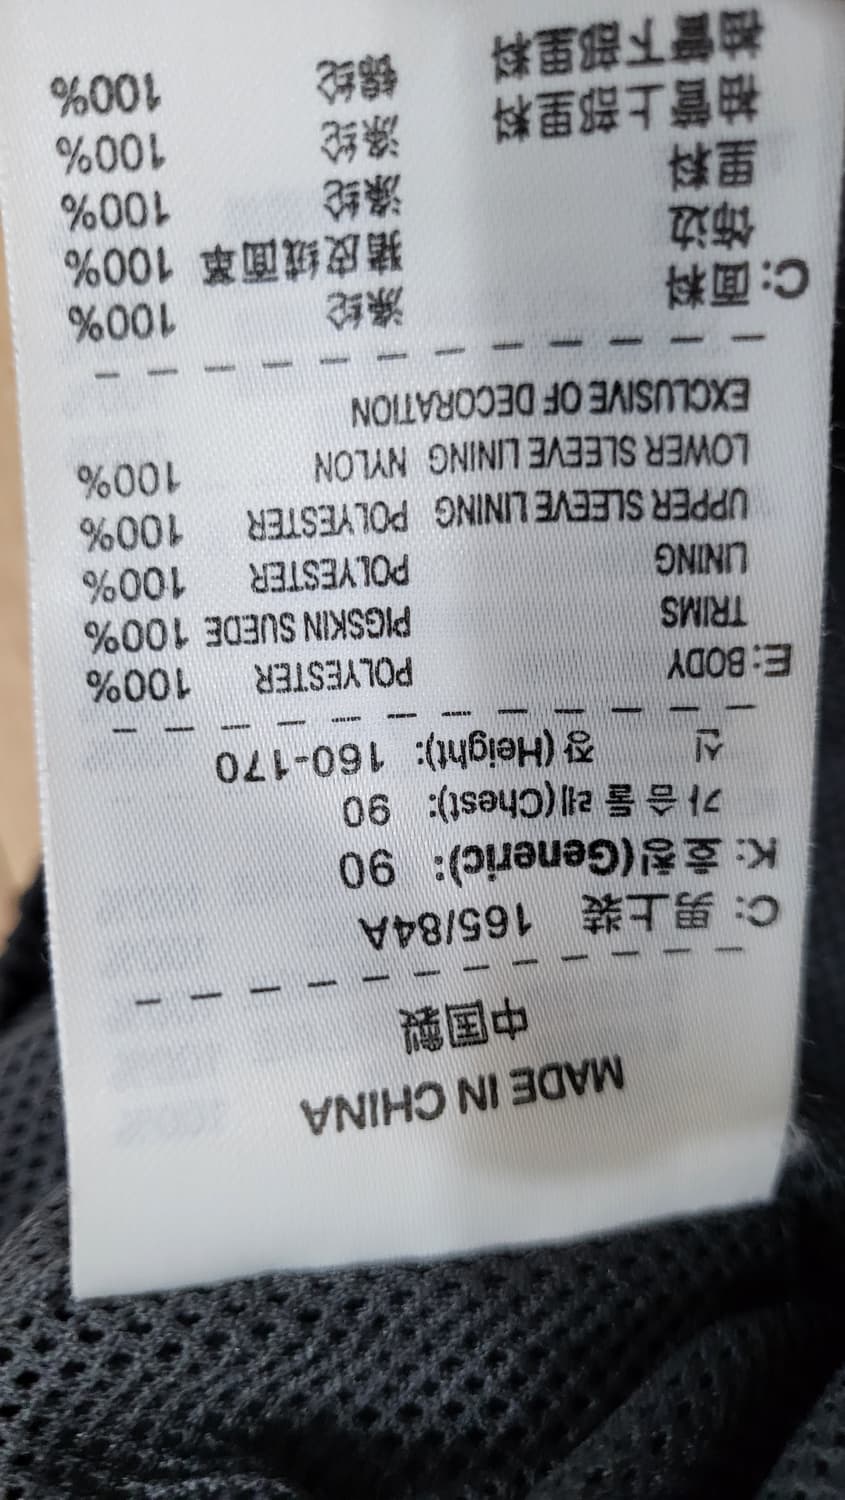 MADE IN CHINA
中国製
C: 男上装 165/84A
K: 호칭(Generic): 90
가슴둘레(Chest): 90
신 장(Height): 160-170
E: BODY POLYESTER 100%
TRIMS PIGSKIN SUEDE 100%
LINING POLYESTER 100%
UPPER SLEEVE LINING POLYESTER 100%
LOWER SLEEVE LINING NYLON 100%
EXCLUSIVE OF DECORATION
C: 面料 涤纶 100%
饰边 猪皮绒面革 100%
里料 涤纶 100%
袖管上部里料 涤纶 100%
袖管下部里料 锦纶 100%